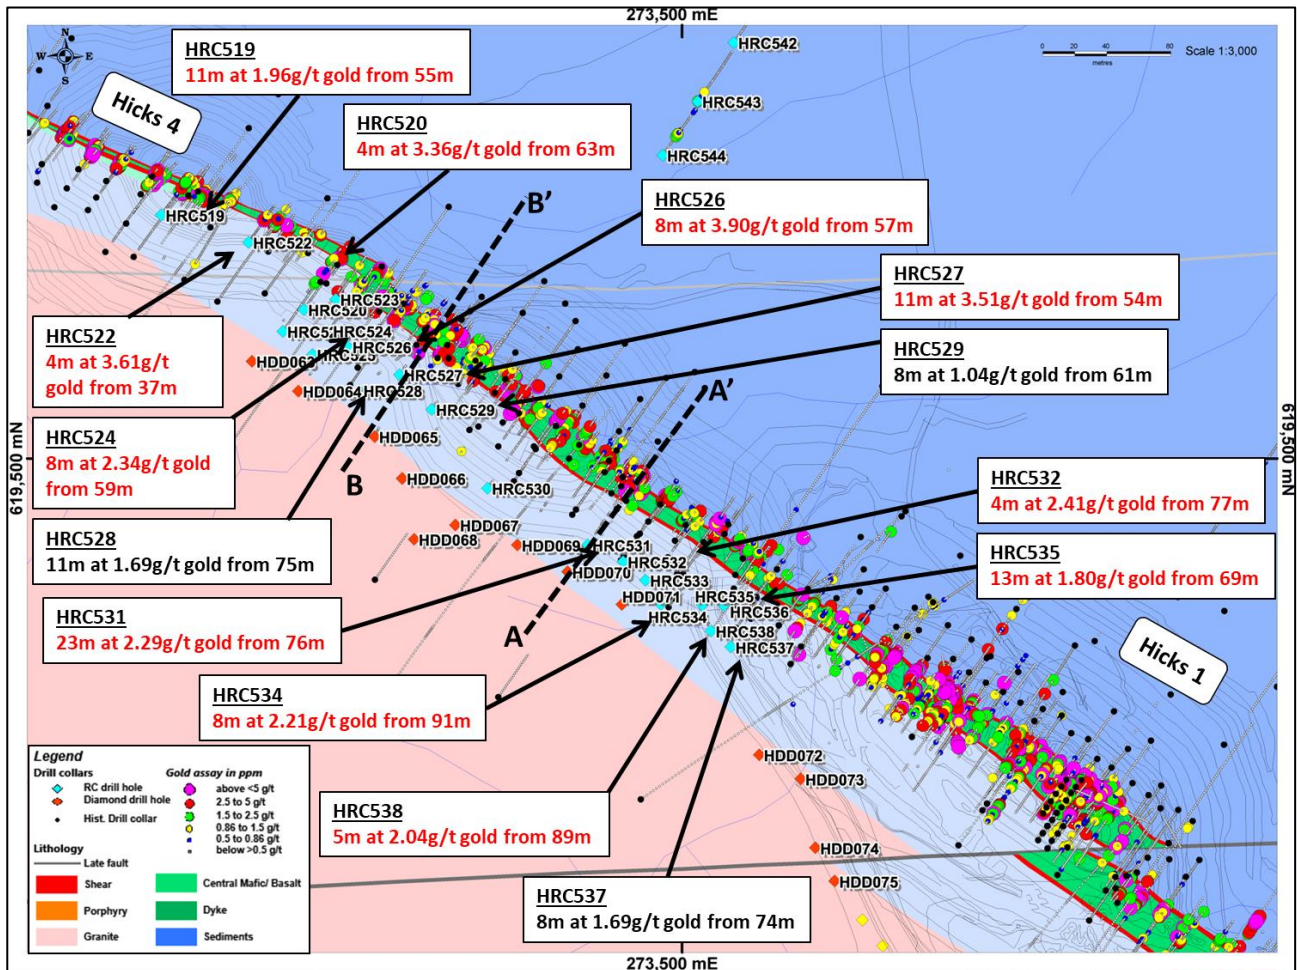 273,500 mE
N
W E
S
HRC519
11m at 1.96g/t gold from 55m
Hicks 4
HRC520
4m at 3.36g/t gold from 63m
HRC542
HRC543
HRC544
0 20 40 80
metres
Scale 1:3,000
B'
HRC526
8m at 3.90g/t gold from 57m
HRC519
HRC522
HRC527
11m at 3.51g/t gold from 54m
HRC529
8m at 1.04g/t gold from 61m
HRC523
HRC520
HRC524
HRC526
HRC525
HDD063
HRC527
HDD064
HRC528
HRC529
A'
HRC522
4m at 3.61g/t
gold from 37m
HRC524
8m at 2.34g/t gold
from 59m
HDD065
B
HDD066
HRC530
619,500 mN
619,500 mN
HRC532
4m at 2.41g/t gold from 77m
HRC528
11m at 1.69g/t gold from 75m
HDD067
HDD068
HDD069
HRC531
HRC532
HDD070
HRC533
HRC535
13m at 1.80g/t gold from 69m
HDD071
HRC535
HRC536
HRC534
HRC538
HRC537
HRC531
23m at 2.29g/t gold from 76m
A
Hicks 1
HRC534
8m at 2.21g/t gold from 91m
HDD072
HDD073
HRC538
5m at 2.04g/t gold from 89m
HDD074
HDD075
HRC537
8m at 1.69g/t gold from 74m
Legend
Drill collars
RC drill hole
Diamond drill hole
Hist. Drill collar
Gold assay in ppm
above <5 g/t
2.5 to 5 g/t
1.5 to 2.5 g/t
0.86 to 1.5 g/t
0.5 to 0.86 g/t
below >0.5 g/t
Lithology
Late fault
Shear
Central Mafic/ Basalt
Porphyry
Dyke
Granite
Sediments
273,500 mE